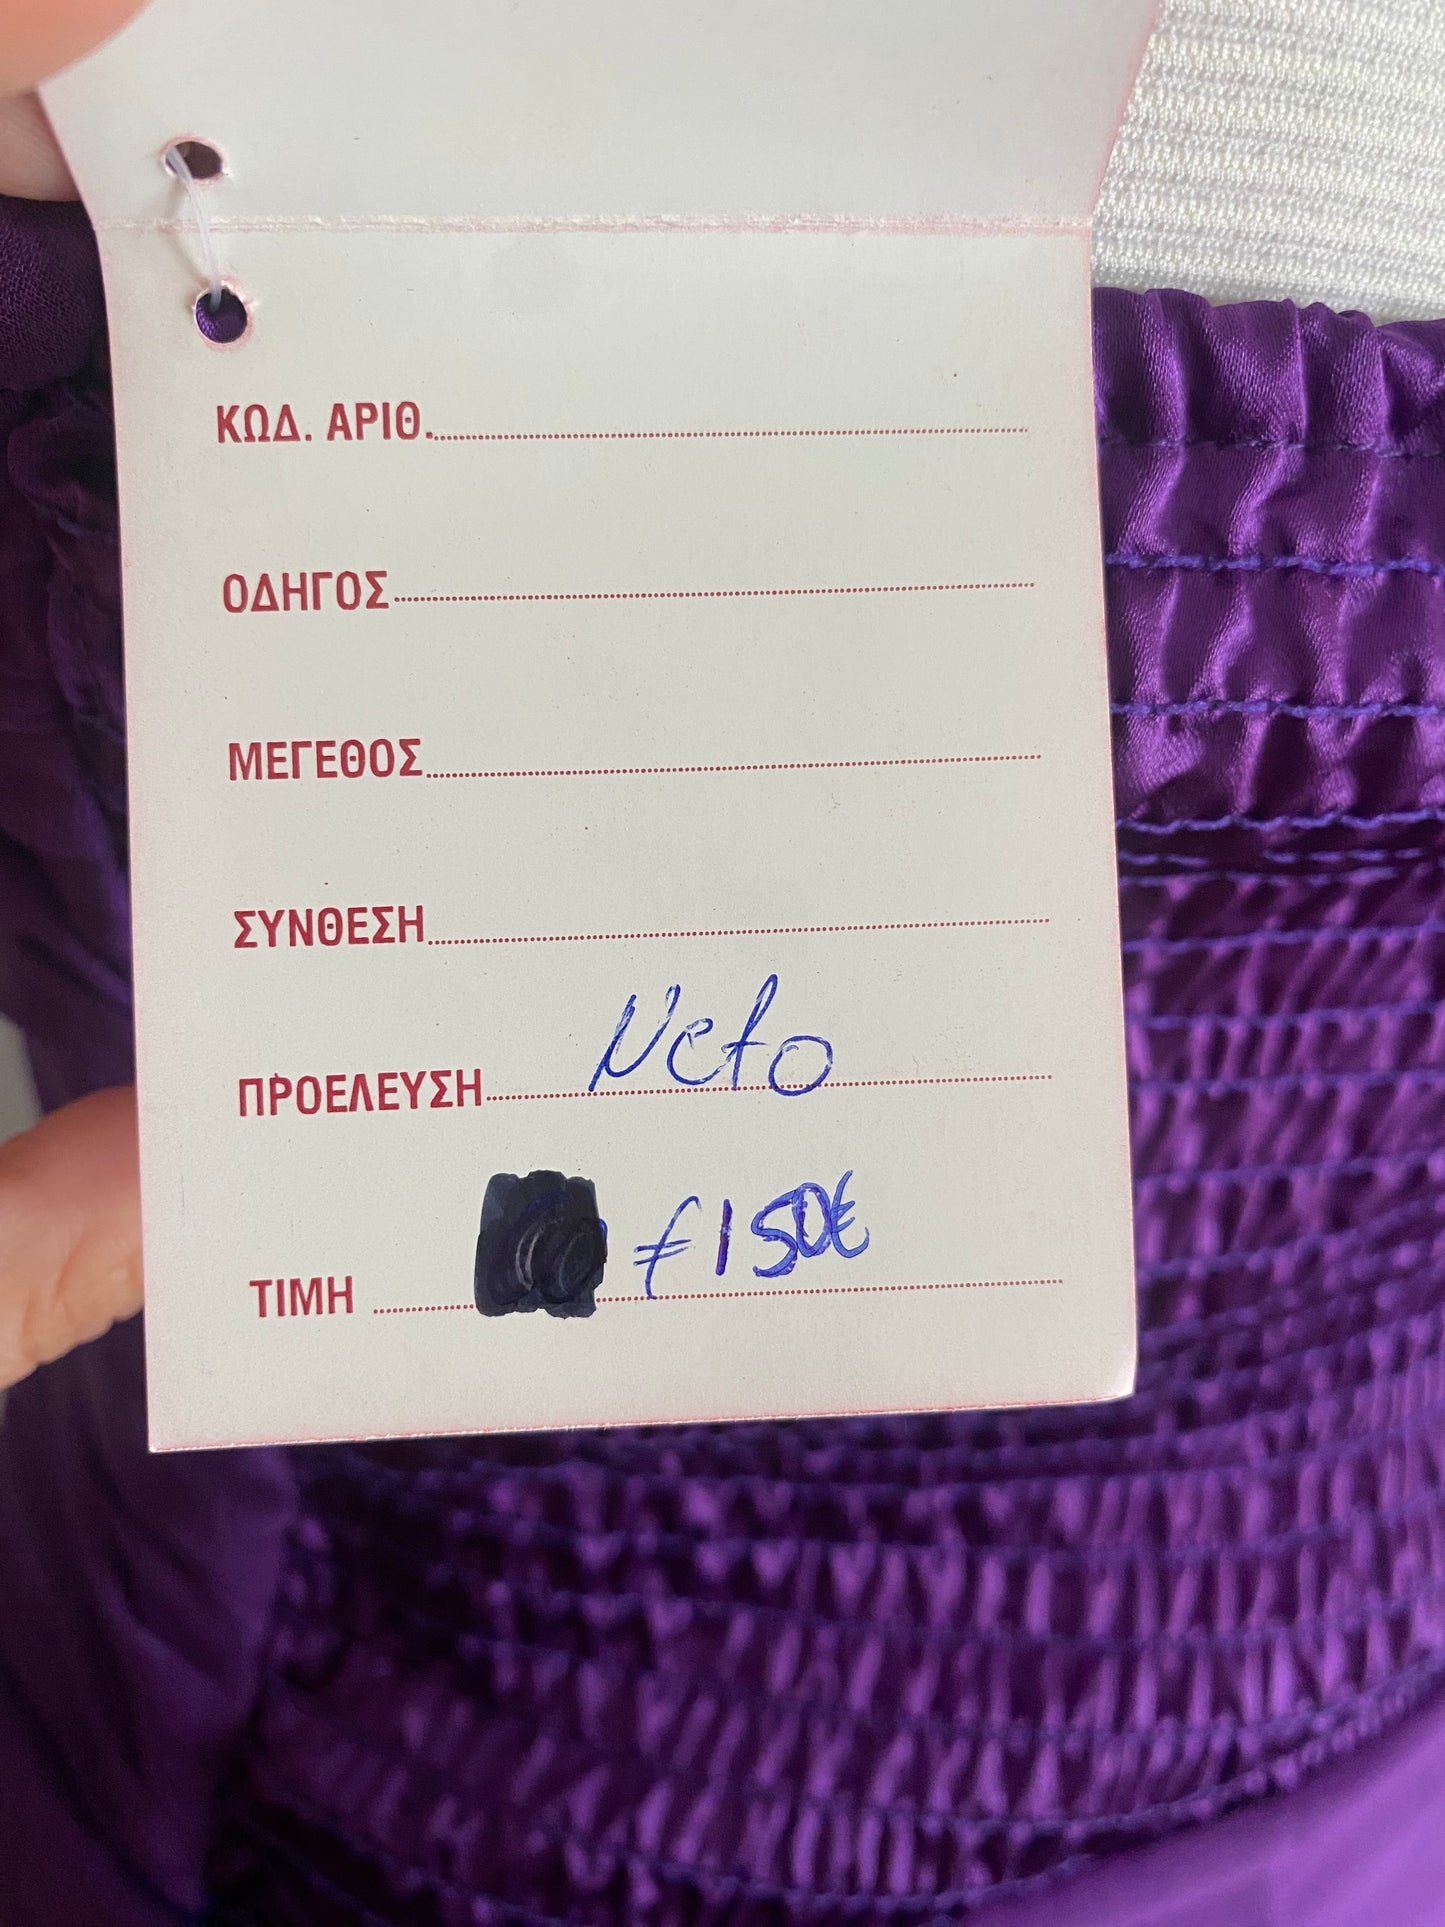 ΚΩΔ. ΑΡΙΘ.
ΟΔΗΓΟΣ
ΜΕΓΕΘΟΣ
ΣΥΝΘΕΣΗ
ΠΡΟΕΛΕΥΣΗ Neto
ΤΙΜΗ €150€